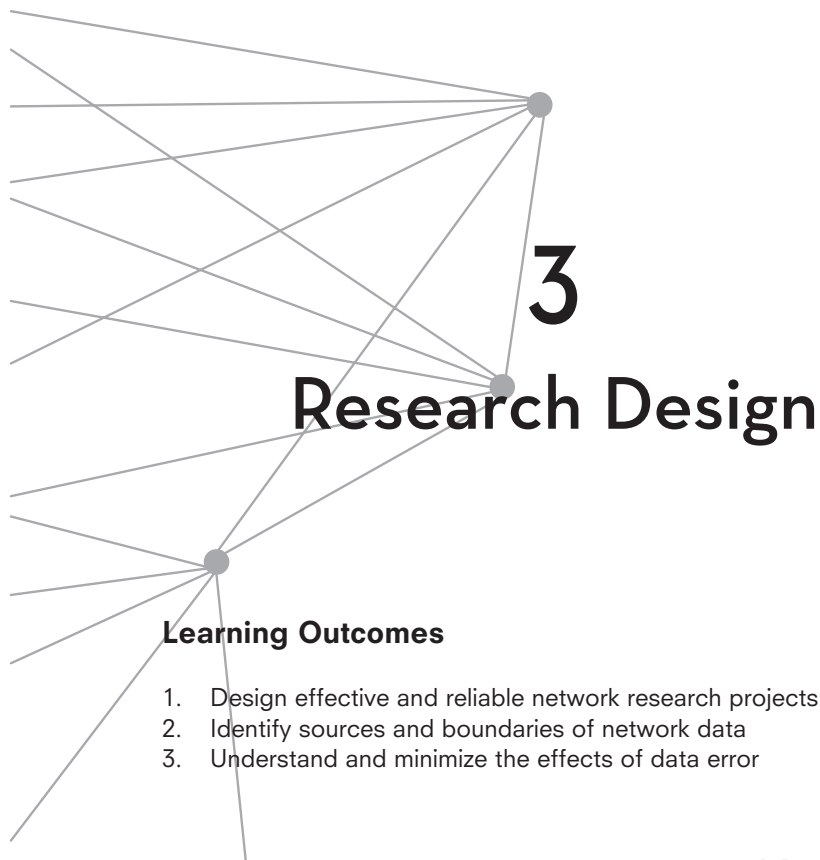 3
Research Design
Learning Outcomes
1. Design effective and reliable network research projects
2. Identify sources and boundaries of network data
3. Understand and minimize the effects of data error